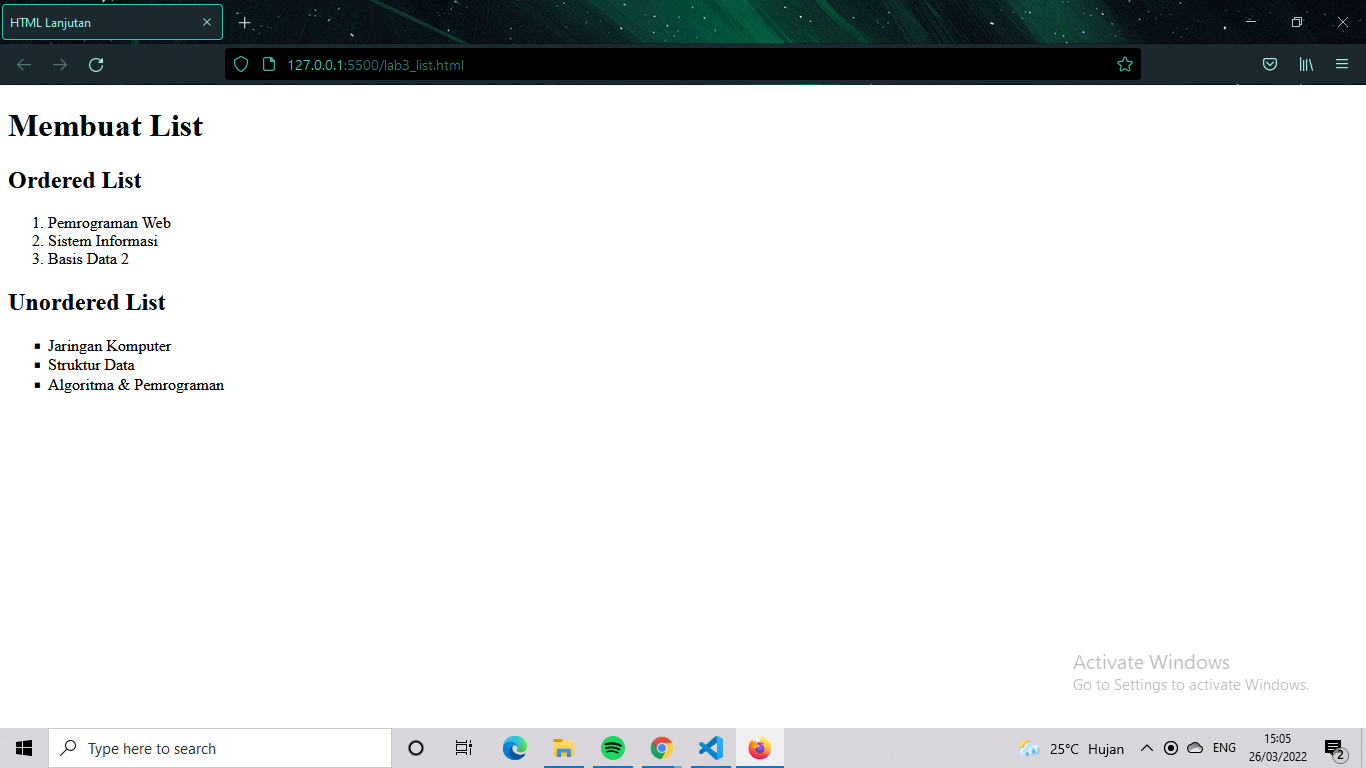 HTML Lanjutan
127.0.0.1:5500/lab3_list.html
Membuat List
Ordered List
1. Pemrograman Web
2. Sistem Informasi
3. Basis Data 2
Unordered List
▪ Jaringan Komputer
▪ Struktur Data
▪ Algoritma & Pemrograman
Activate Windows
Go to Settings to activate Windows.
Type here to search
25°C Hujan
ENG
15:05
26/03/2022
2